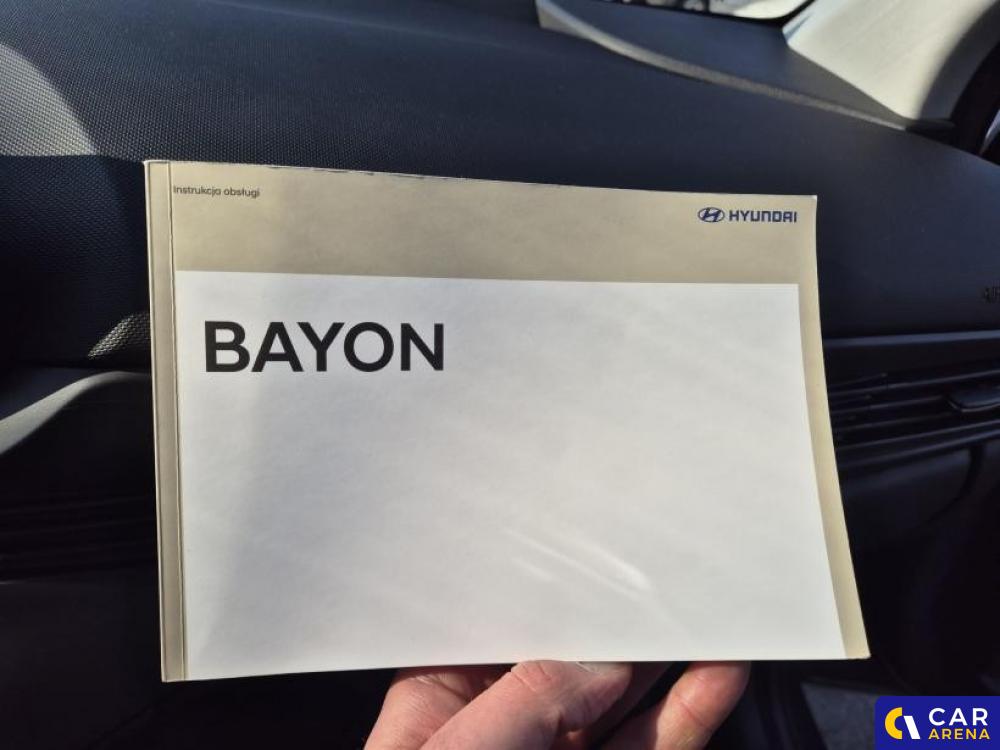 Instrukcja obsługi
HYUNDAI
BAYON
CAR
ARENA